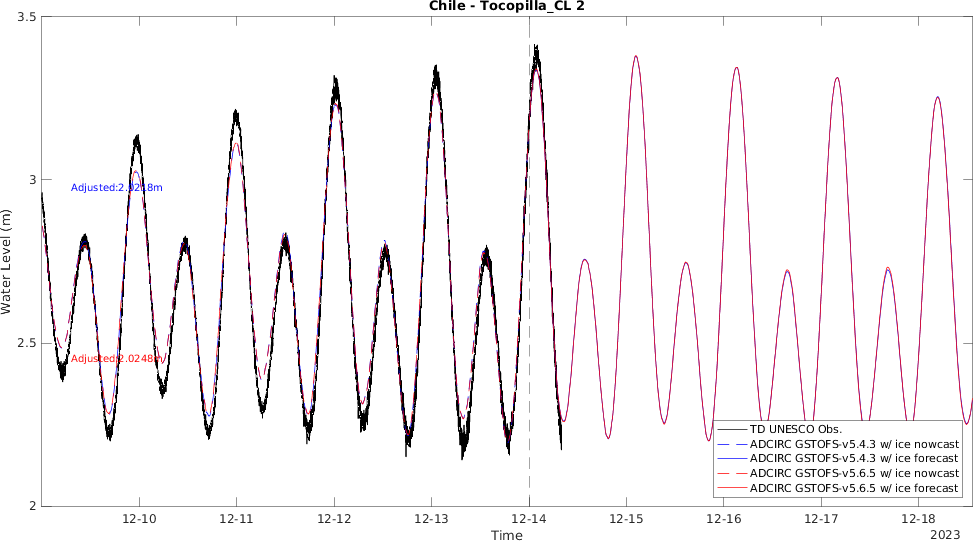 Chile - Tocopilla_CL 2
Water Level (m)
3.5
3
2.5
2
Adjusted:2.0248m
TD UNESCO Obs.
ADCIRC GSTOFS-v5.4.3 w/ ice nowcast
ADCIRC GSTOFS-v5.4.3 w/ ice forecast
ADCIRC GSTOFS-v5.6.5 w/ ice nowcast
ADCIRC GSTOFS-v5.6.5 w/ ice forecast
12-10 12-11 12-12 12-13 12-14 12-15 12-16 12-17 12-18
Time
2023